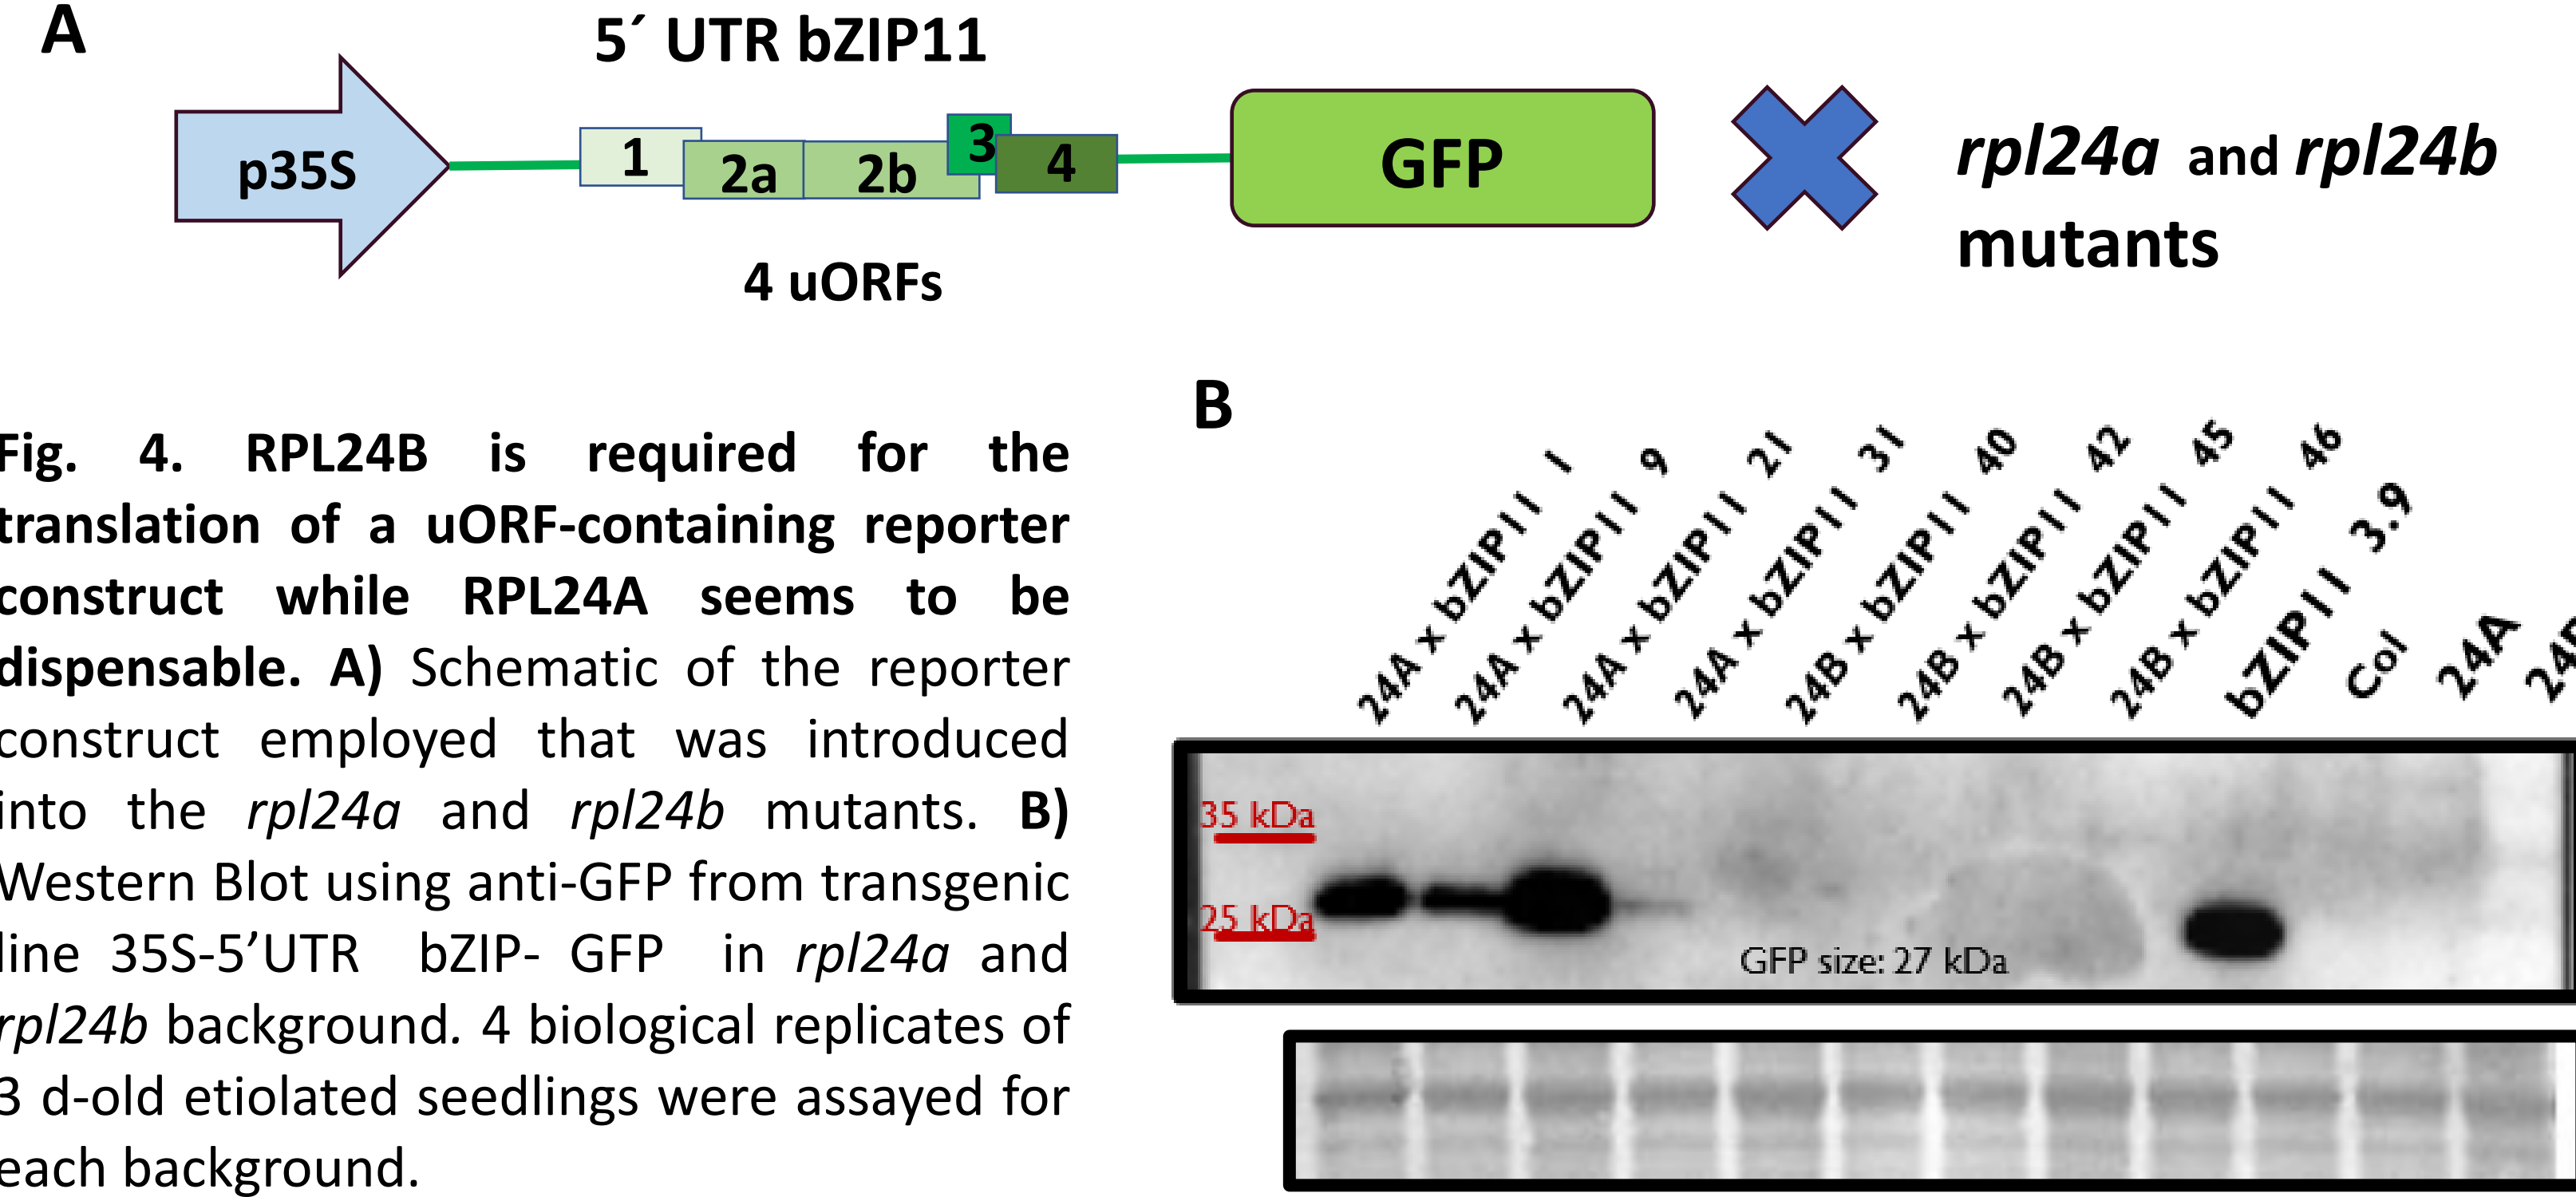 A
5´ UTR bZIP11
p35S
1
2a
2b
3
4
GFP
rpl24a and rpl24b
mutants
4 uORFs
Fig. 4. RPL24B is required for the
translation of a uORF-containing reporter
construct while RPL24A seems to be
dispensable. A) Schematic of the reporter
construct employed that was introduced
into the rpl24a and rpl24b mutants. B)
Western Blot using anti-GFP from transgenic
line 35S-5’UTR bZIP- GFP in rpl24a and
rpl24b background. 4 biological replicates of
3 d-old etiolated seedlings were assayed for
each background.
B
24A x bZIP11 1
24A x bZIP11 9
24A x bZIP11 21
24A x bZIP11 31
24B x bZIP11 40
24B x bZIP11 42
24B x bZIP11 45
24B x bZIP11 46
bZIP11 3.9
Col
24A
35 kDa
25 kDa
GFP size: 27 kDa